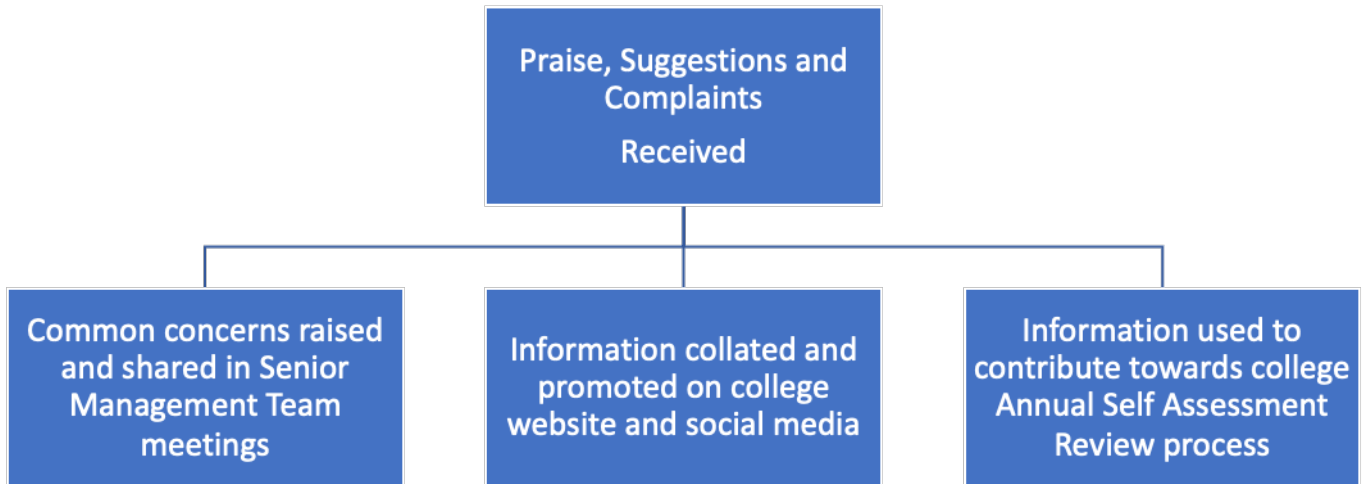 Praise, Suggestions and
Complaints
Received
Common concerns raised
and shared in Senior
Management Team
meetings
Information collated and
promoted on college
website and social media
Information used to
contribute towards college
Annual Self Assessment
Review process